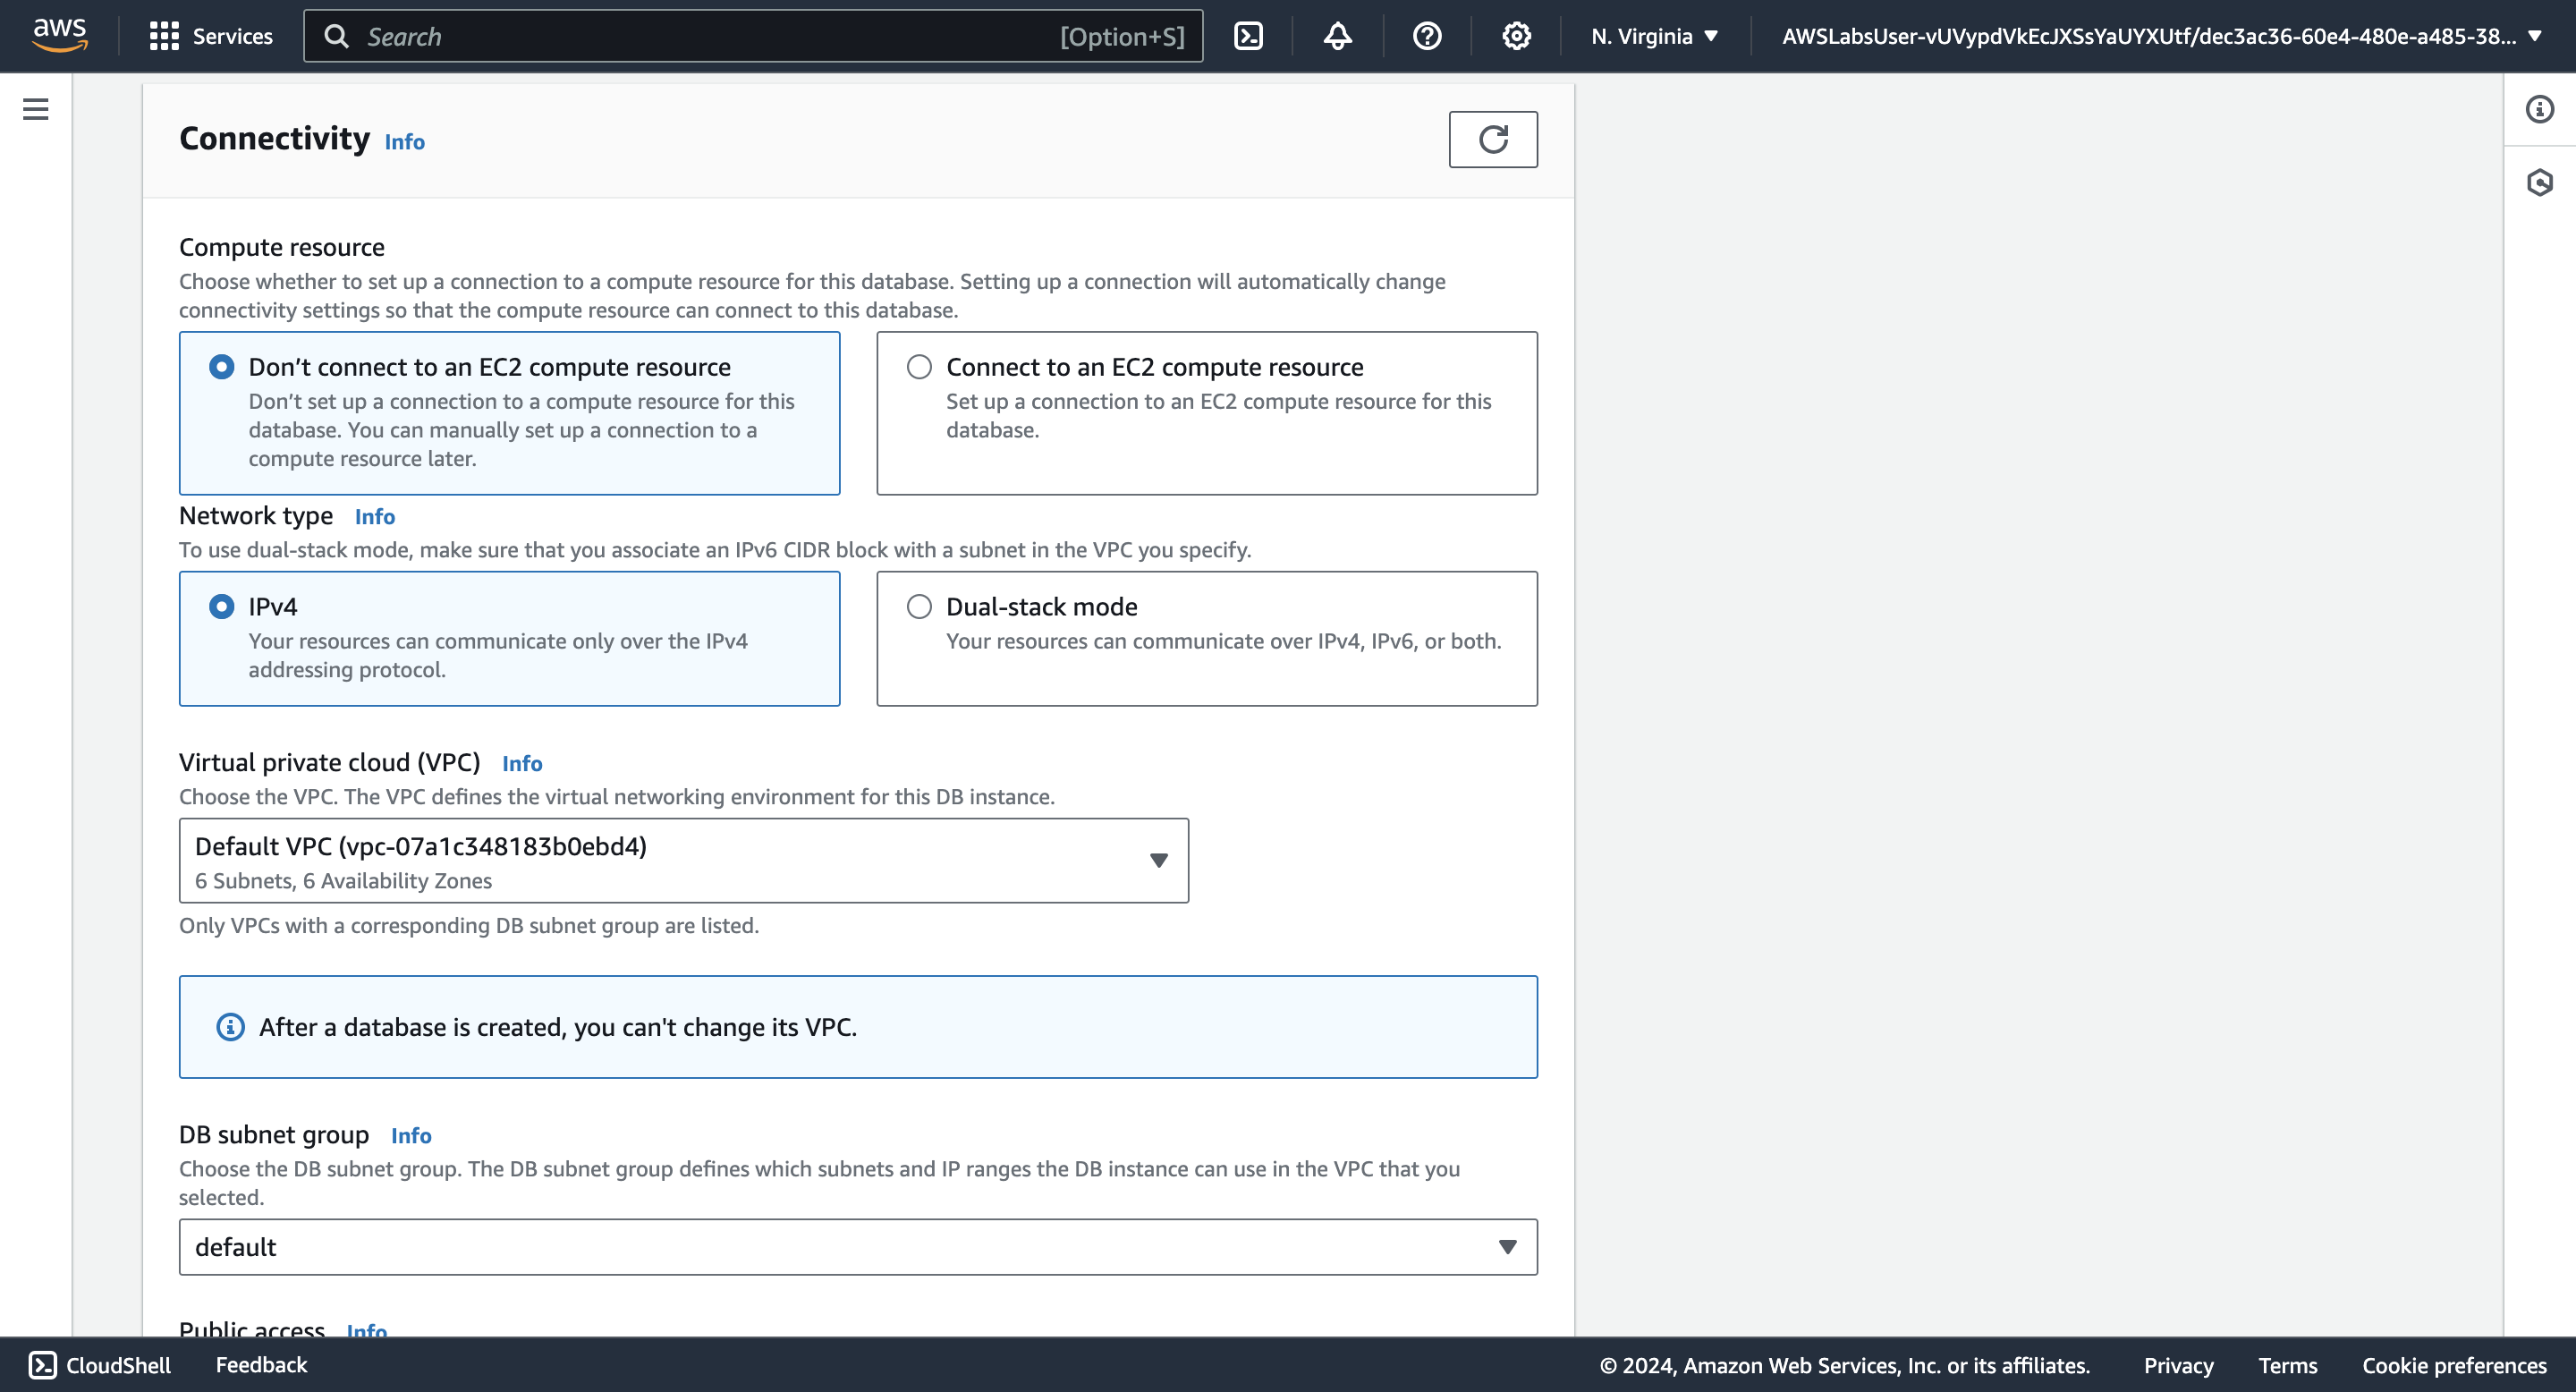 aws
Services
Search
[Option+S]
N. Virginia
AWSLabsUser-vUVypdVkEcJXSsYaUYXUtf/dec3ac36-60e4-480e-a485-38...
Connectivity Info
Compute resource
Choose whether to set up a connection to a compute resource for this database. Setting up a connection will automatically change
connectivity settings so that the compute resource can connect to this database.
Don't connect to an EC2 compute resource
Don't set up a connection to a compute resource for this
database. You can manually set up a connection to a
compute resource later.
Connect to an EC2 compute resource
Set up a connection to an EC2 compute resource for this
database.
Network type Info
To use dual-stack mode, make sure that you associate an IPv6 CIDR block with a subnet in the VPC you specify.
IPv4
Your resources can communicate only over the IPv4
addressing protocol.
Dual-stack mode
Your resources can communicate over IPv4, IPv6, or both.
Virtual private cloud (VPC) Info
Choose the VPC. The VPC defines the virtual networking environment for this DB instance.
Default VPC (vpc-07a1c348183b0ebd4)
6 Subnets, 6 Availability Zones
Only VPCs with a corresponding DB subnet group are listed.
After a database is created, you can't change its VPC.
DB subnet group Info
Choose the DB subnet group. The DB subnet group defines which subnets and IP ranges the DB instance can use in the VPC that you
selected.
default
Public access Info
CloudShell
Feedback
© 2024, Amazon Web Services, Inc. or its affiliates.
Privacy
Terms
Cookie preferences